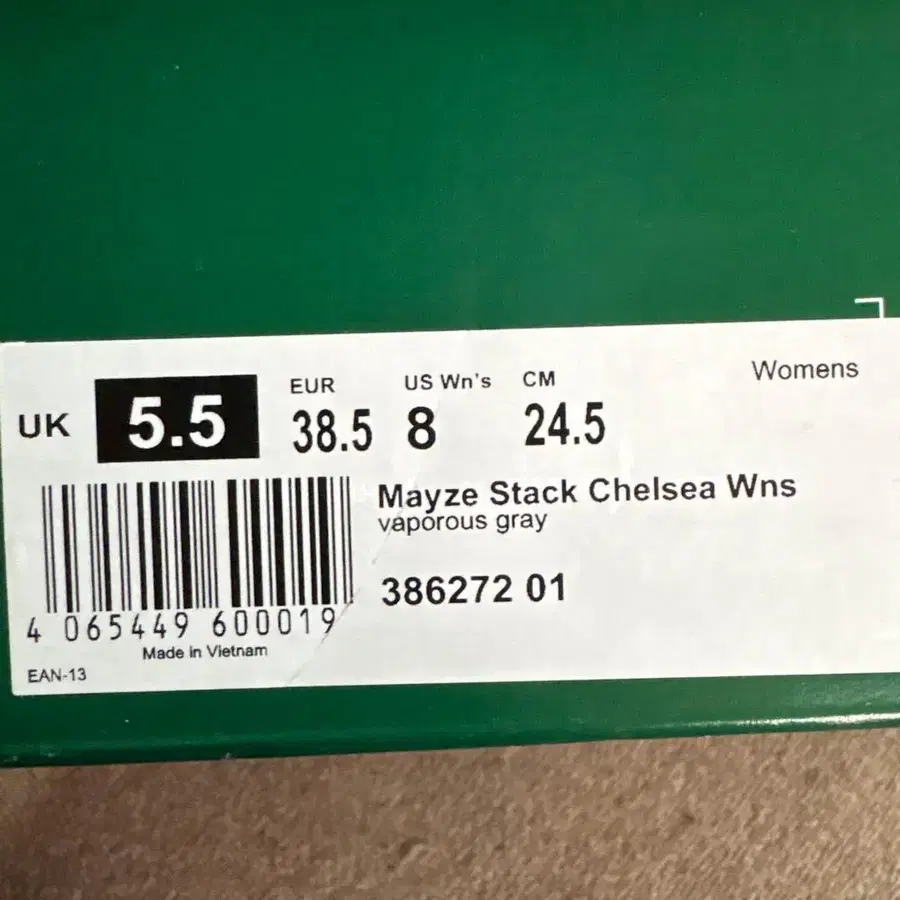 UK 5.5 EUR 38.5 US Wn's 8 CM 24.5 Womens
Mayze Stack Chelsea Wns
vaporous gray
386272 01
4 065449 600019
Made in Vietnam
EAN-13